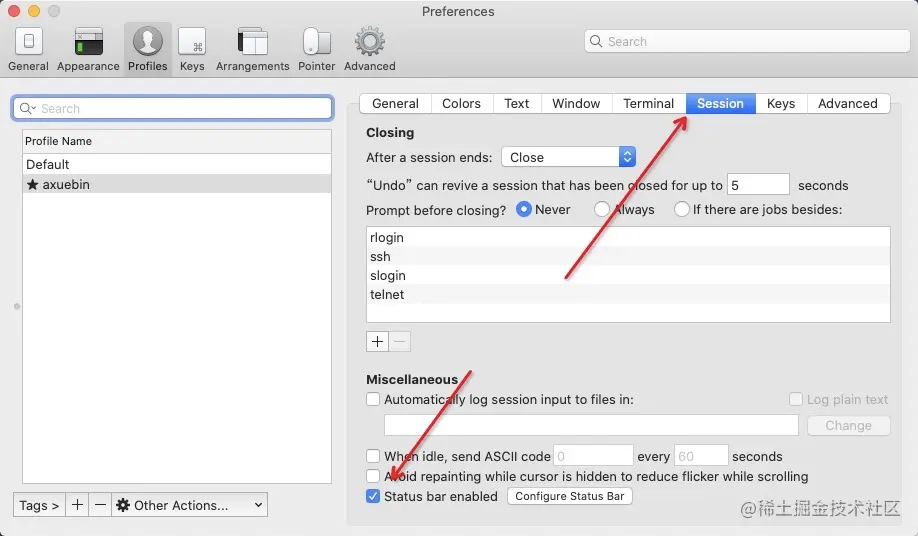 Preferences
General Appearance Profiles Keys Arrangements Pointer Advanced
Search
Search
Profile Name
Default
★ axuebin
Tags > + − Other Actions...
General Colors Text Window Terminal Session Keys Advanced
Closing
After a session ends: Close
“Undo” can revive a session that has been closed for up to 5 seconds
Prompt before closing? Never Always If there are jobs besides:
rlogin
ssh
slogin
telnet
+ −
Miscellaneous
Automatically log session input to files in: Log plain text
Change
When idle, send ASCII code 0 every 60 seconds
Avoid repainting while cursor is hidden to reduce flicker while scrolling
Status bar enabled Configure Status Bar
@稀土掘金技术社区